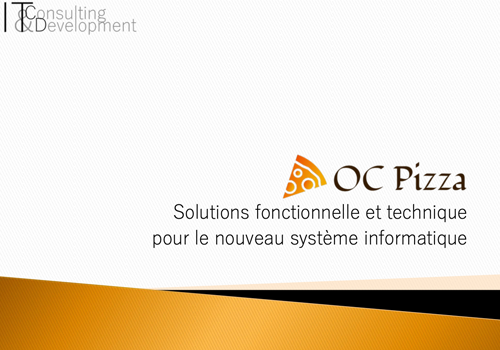 IT Consulting
& Development
OC Pizza
Solutions fonctionnelle et technique
pour le nouveau système informatique